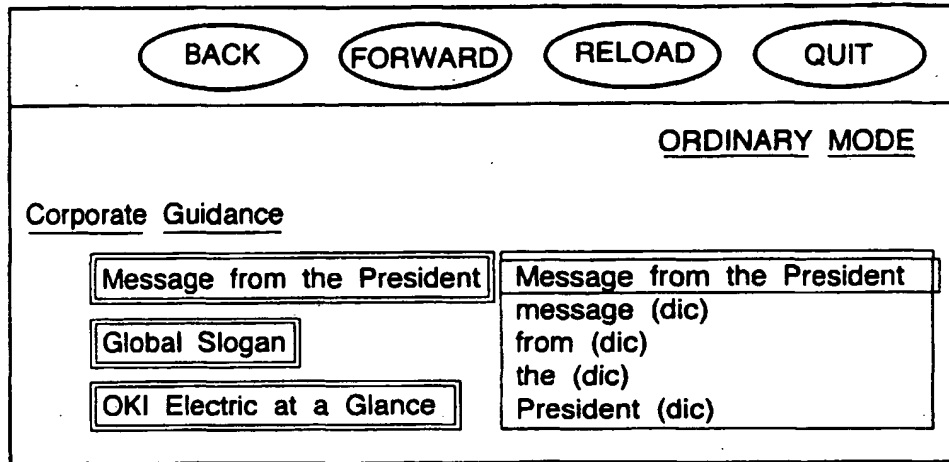 BACK FORWARD RELOAD QUIT
ORDINARY MODE
Corporate Guidance
Message from the President
Global Slogan
OKI Electric at a Glance
Message from the President
message (dic)
from (dic)
the (dic)
President (dic)